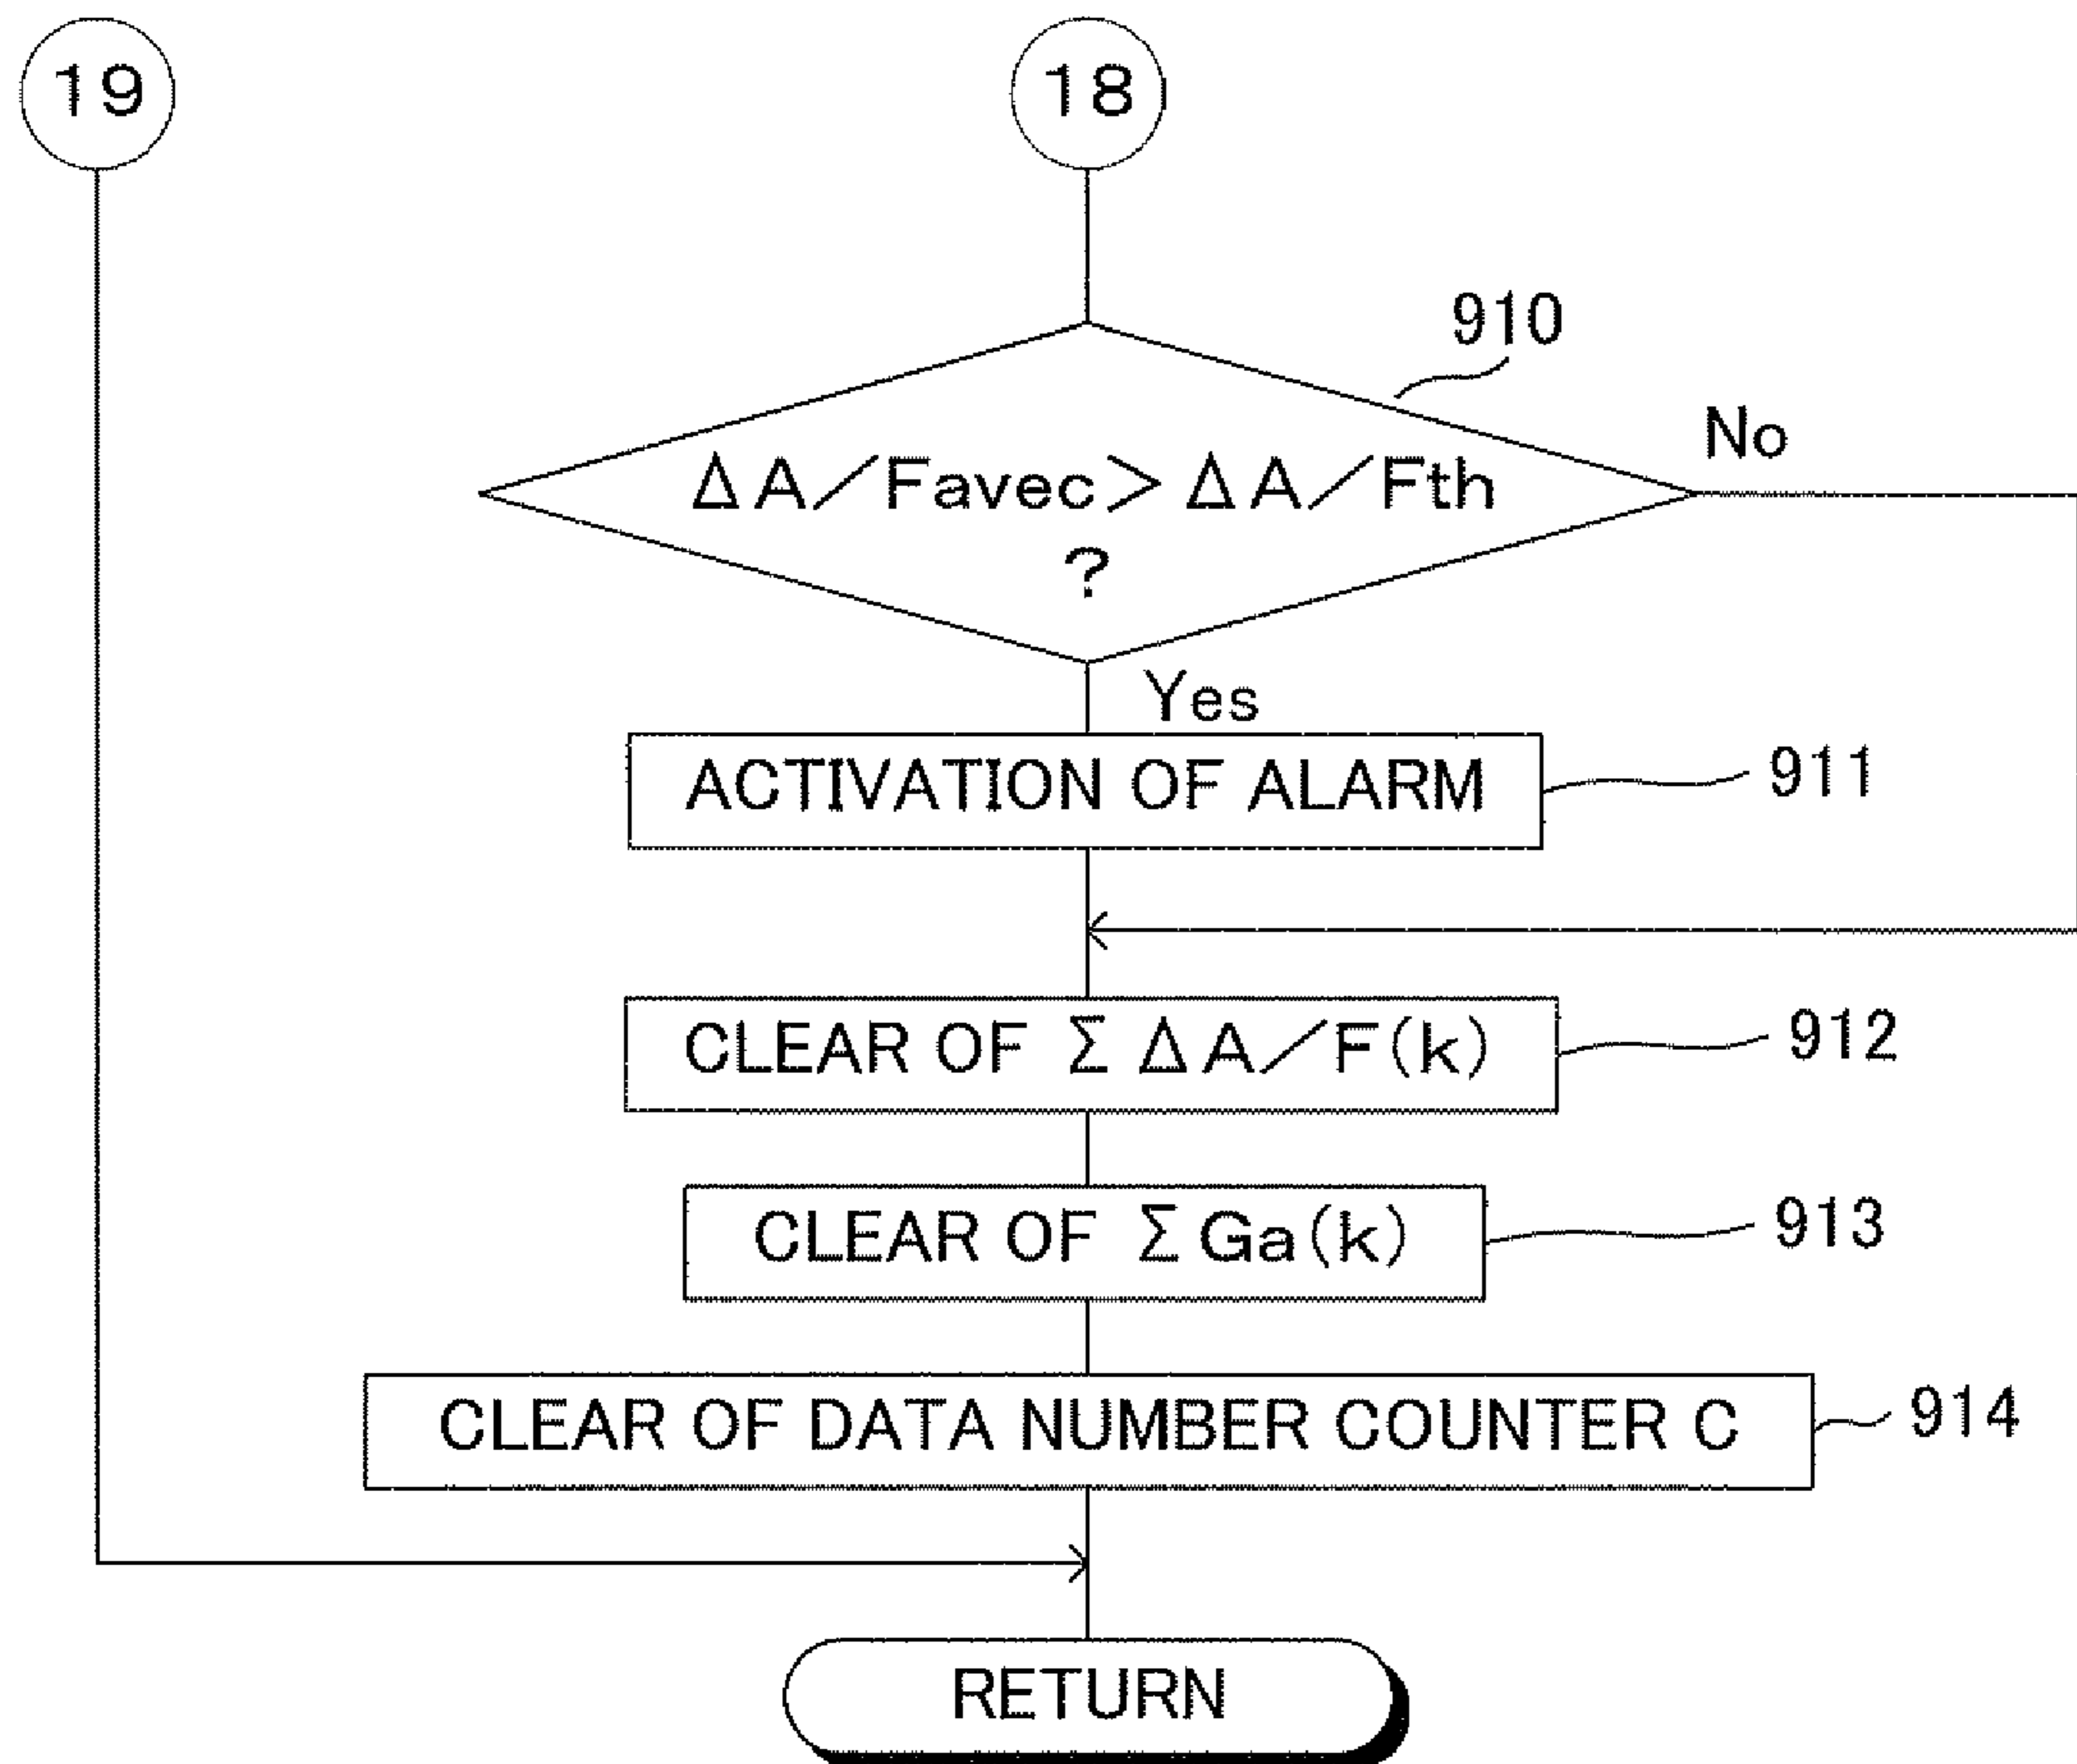 19
18
910
No
ΔA／Favec＞ΔA／Fth
?
Yes
ACTIVATION OF ALARM
911
CLEAR OF ΣΔA／F(k)
912
CLEAR OF ΣGa(k)
913
CLEAR OF DATA NUMBER COUNTER C
914
RETURN